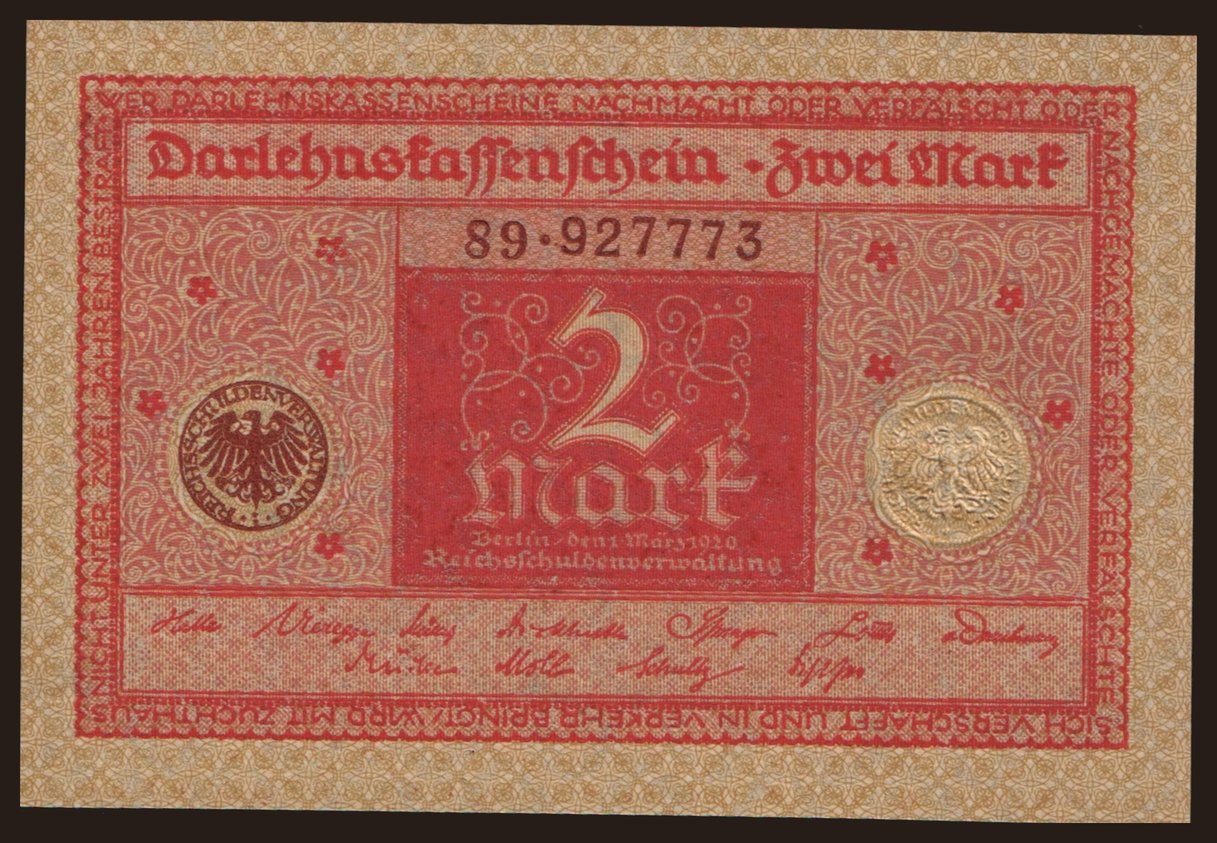 WER DARLEHNSKASSENSCHEINE NACHMACHT ODER VERFÄLSCHT ODER
NACHGEMACHTE ODER VERFÄLSCHTE
SICH VERSCHAFFT UND IN VERKEHR BRINGT, WIRD MIT ZUCHTHAUS
NICHT UNTER ZWEI JAHREN BESTRAFT
Darlehnskassenschein · Zwei Mark
89·927773
2
Mark
Berlin, den 1. März 1920
Reichsschuldenverwaltung
REICHSSCHULDENVERWALTUNG